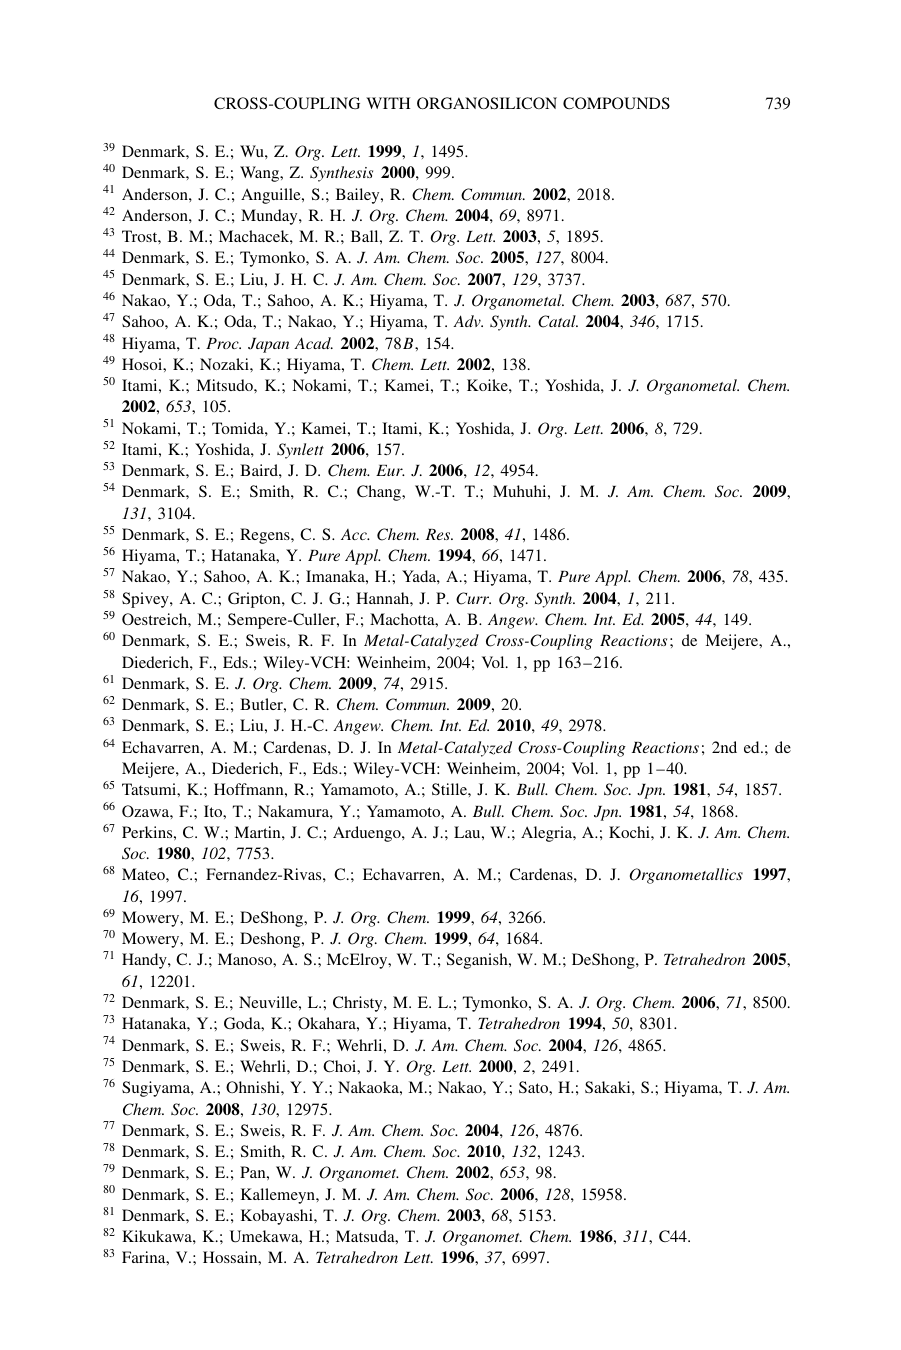 CROSS-COUPLING WITH ORGANOSILICON COMPOUNDS 739
39 Denmark, S. E.; Wu, Z. Org. Lett. 1999, 1, 1495.
40 Denmark, S. E.; Wang, Z. Synthesis 2000, 999.
41 Anderson, J. C.; Anguille, S.; Bailey, R. Chem. Commun. 2002, 2018.
42 Anderson, J. C.; Munday, R. H. J. Org. Chem. 2004, 69, 8971.
43 Trost, B. M.; Machacek, M. R.; Ball, Z. T. Org. Lett. 2003, 5, 1895.
44 Denmark, S. E.; Tymonko, S. A. J. Am. Chem. Soc. 2005, 127, 8004.
45 Denmark, S. E.; Liu, J. H. C. J. Am. Chem. Soc. 2007, 129, 3737.
46 Nakao, Y.; Oda, T.; Sahoo, A. K.; Hiyama, T. J. Organometal. Chem. 2003, 687, 570.
47 Sahoo, A. K.; Oda, T.; Nakao, Y.; Hiyama, T. Adv. Synth. Catal. 2004, 346, 1715.
48 Hiyama, T. Proc. Japan Acad. 2002, 78B, 154.
49 Hosoi, K.; Nozaki, K.; Hiyama, T. Chem. Lett. 2002, 138.
50 Itami, K.; Mitsudo, K.; Nokami, T.; Kamei, T.; Koike, T.; Yoshida, J. J. Organometal. Chem.
2002, 653, 105.
51 Nokami, T.; Tomida, Y.; Kamei, T.; Itami, K.; Yoshida, J. Org. Lett. 2006, 8, 729.
52 Itami, K.; Yoshida, J. Synlett 2006, 157.
53 Denmark, S. E.; Baird, J. D. Chem. Eur. J. 2006, 12, 4954.
54 Denmark, S. E.; Smith, R. C.; Chang, W.-T. T.; Muhuhi, J. M. J. Am. Chem. Soc. 2009,
131, 3104.
55 Denmark, S. E.; Regens, C. S. Acc. Chem. Res. 2008, 41, 1486.
56 Hiyama, T.; Hatanaka, Y. Pure Appl. Chem. 1994, 66, 1471.
57 Nakao, Y.; Sahoo, A. K.; Imanaka, H.; Yada, A.; Hiyama, T. Pure Appl. Chem. 2006, 78, 435.
58 Spivey, A. C.; Gripton, C. J. G.; Hannah, J. P. Curr. Org. Synth. 2004, 1, 211.
59 Oestreich, M.; Sempere-Culler, F.; Machotta, A. B. Angew. Chem. Int. Ed. 2005, 44, 149.
60 Denmark, S. E.; Sweis, R. F. In Metal-Catalyzed Cross-Coupling Reactions; de Meijere, A.,
Diederich, F., Eds.; Wiley-VCH: Weinheim, 2004; Vol. 1, pp 163–216.
61 Denmark, S. E. J. Org. Chem. 2009, 74, 2915.
62 Denmark, S. E.; Butler, C. R. Chem. Commun. 2009, 20.
63 Denmark, S. E.; Liu, J. H.-C. Angew. Chem. Int. Ed. 2010, 49, 2978.
64 Echavarren, A. M.; Cardenas, D. J. In Metal-Catalyzed Cross-Coupling Reactions; 2nd ed.; de
Meijere, A., Diederich, F., Eds.; Wiley-VCH: Weinheim, 2004; Vol. 1, pp 1–40.
65 Tatsumi, K.; Hoffmann, R.; Yamamoto, A.; Stille, J. K. Bull. Chem. Soc. Jpn. 1981, 54, 1857.
66 Ozawa, F.; Ito, T.; Nakamura, Y.; Yamamoto, A. Bull. Chem. Soc. Jpn. 1981, 54, 1868.
67 Perkins, C. W.; Martin, J. C.; Arduengo, A. J.; Lau, W.; Alegria, A.; Kochi, J. K. J. Am. Chem.
Soc. 1980, 102, 7753.
68 Mateo, C.; Fernandez-Rivas, C.; Echavarren, A. M.; Cardenas, D. J. Organometallics 1997,
16, 1997.
69 Mowery, M. E.; DeShong, P. J. Org. Chem. 1999, 64, 3266.
70 Mowery, M. E.; Deshong, P. J. Org. Chem. 1999, 64, 1684.
71 Handy, C. J.; Manoso, A. S.; McElroy, W. T.; Seganish, W. M.; DeShong, P. Tetrahedron 2005,
61, 12201.
72 Denmark, S. E.; Neuville, L.; Christy, M. E. L.; Tymonko, S. A. J. Org. Chem. 2006, 71, 8500.
73 Hatanaka, Y.; Goda, K.; Okahara, Y.; Hiyama, T. Tetrahedron 1994, 50, 8301.
74 Denmark, S. E.; Sweis, R. F.; Wehrli, D. J. Am. Chem. Soc. 2004, 126, 4865.
75 Denmark, S. E.; Wehrli, D.; Choi, J. Y. Org. Lett. 2000, 2, 2491.
76 Sugiyama, A.; Ohnishi, Y. Y.; Nakaoka, M.; Nakao, Y.; Sato, H.; Sakaki, S.; Hiyama, T. J. Am.
Chem. Soc. 2008, 130, 12975.
77 Denmark, S. E.; Sweis, R. F. J. Am. Chem. Soc. 2004, 126, 4876.
78 Denmark, S. E.; Smith, R. C. J. Am. Chem. Soc. 2010, 132, 1243.
79 Denmark, S. E.; Pan, W. J. Organomet. Chem. 2002, 653, 98.
80 Denmark, S. E.; Kallemeyn, J. M. J. Am. Chem. Soc. 2006, 128, 15958.
81 Denmark, S. E.; Kobayashi, T. J. Org. Chem. 2003, 68, 5153.
82 Kikukawa, K.; Umekawa, H.; Matsuda, T. J. Organomet. Chem. 1986, 311, C44.
83 Farina, V.; Hossain, M. A. Tetrahedron Lett. 1996, 37, 6997.